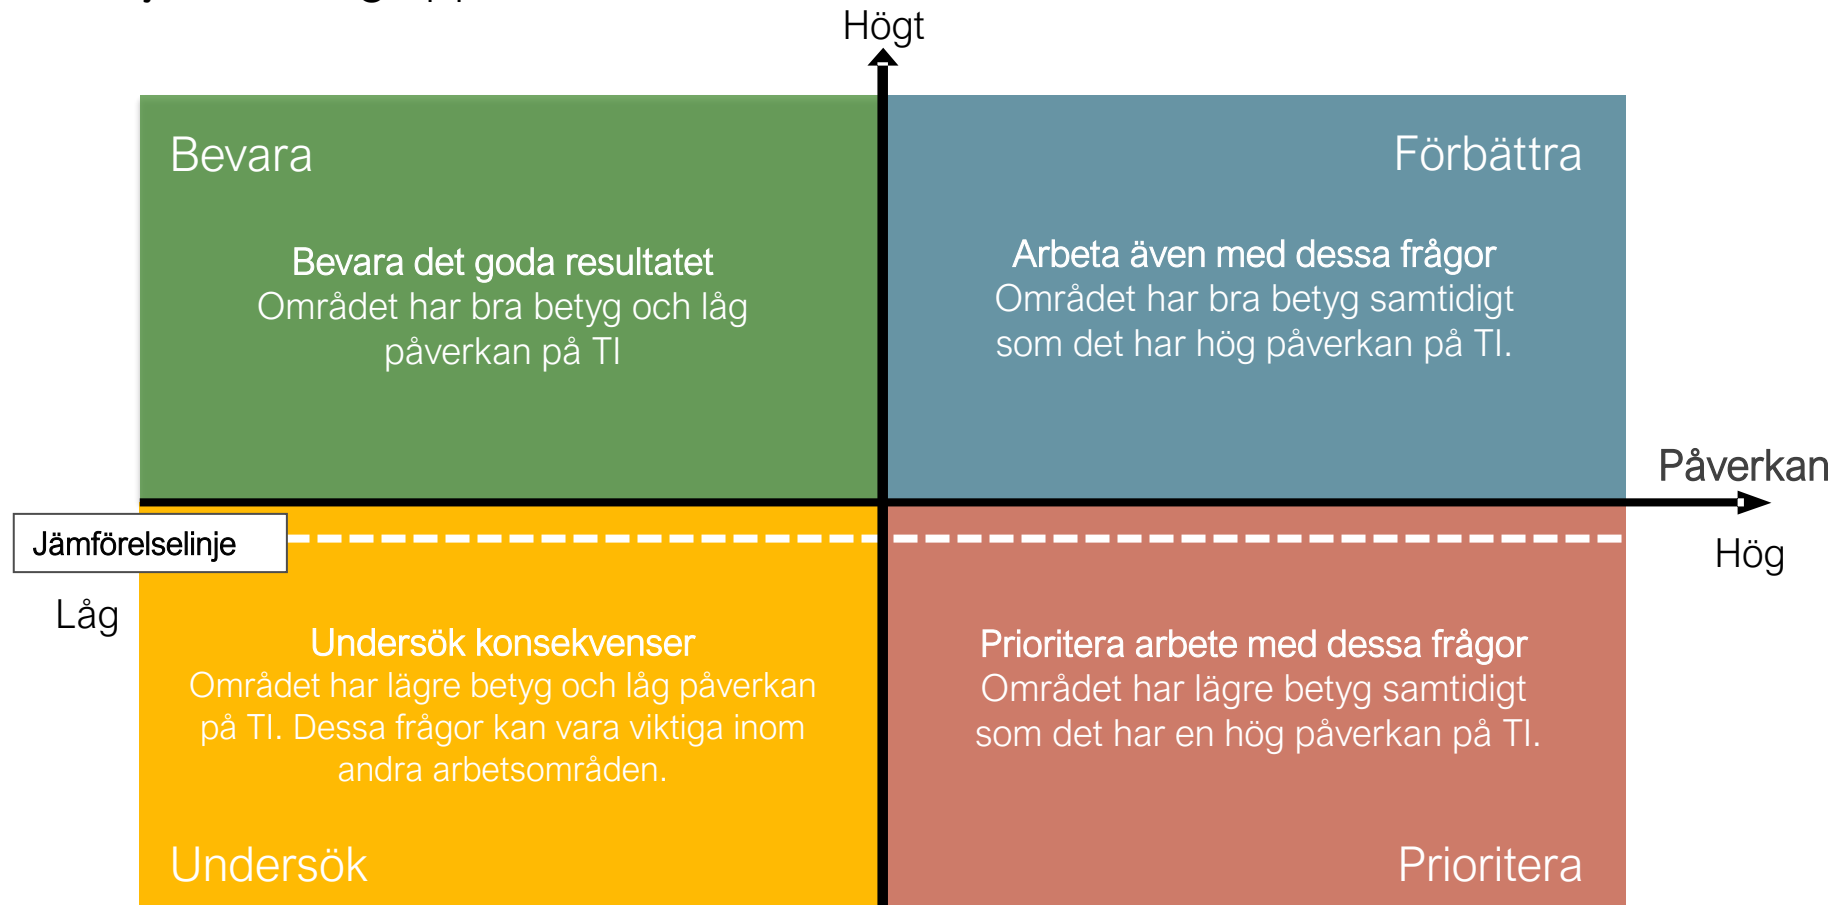 Högt
Bevara
Förbättra
Bevara det goda resultatet
Området har bra betyg och låg
påverkan på TI
Arbeta även med dessa frågor
Området har bra betyg samtidigt
som det har hög påverkan på TI.
Påverkan
Jämförelselinje
Hög
Låg
Undersök konsekvenser
Området har lägre betyg och låg påverkan
på TI. Dessa frågor kan vara viktiga inom
andra arbetsområden.
Prioritera arbete med dessa frågor
Området har lägre betyg samtidigt
som det har en hög påverkan på TI.
Undersök
Prioritera